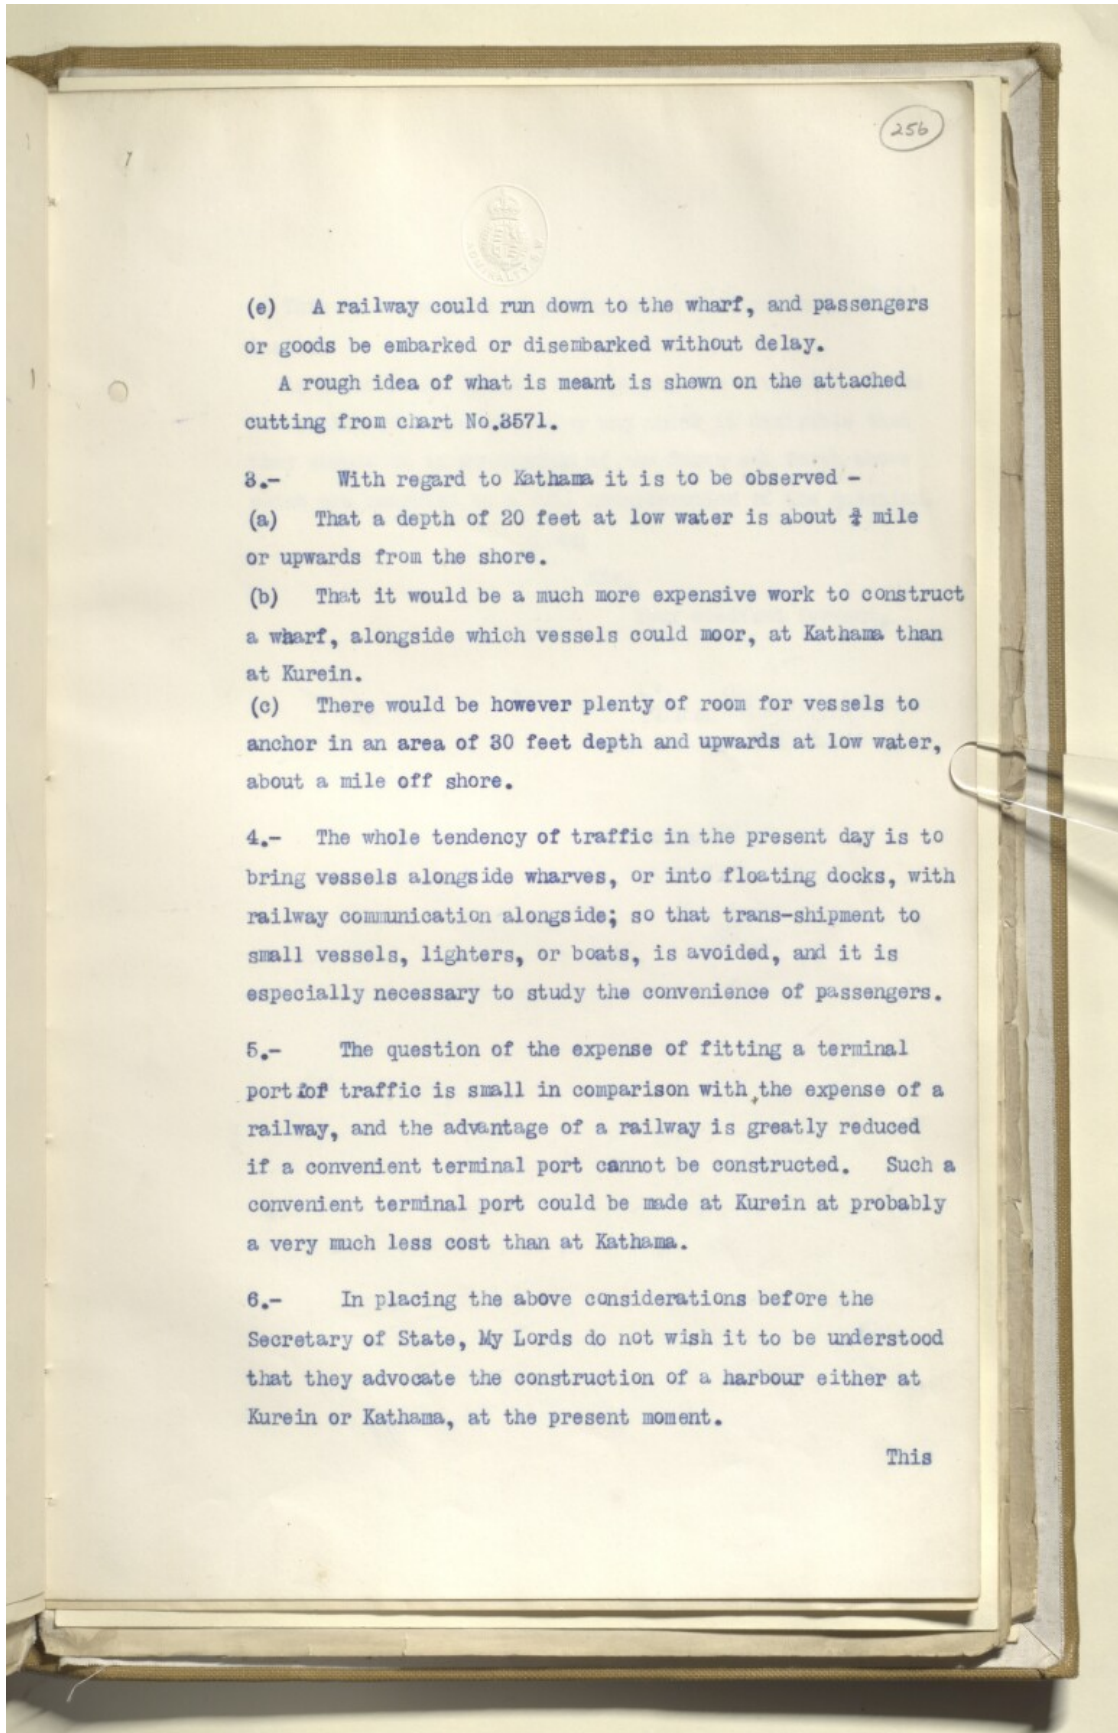 256
(e) A railway could run down to the wharf, and passengers
or goods be embarked or disembarked without delay.
A rough idea of what is meant is shewn on the attached
cutting from chart No.3571.
3.- With regard to Kathama it is to be observed -
(a) That a depth of 20 feet at low water is about ¾ mile
or upwards from the shore.
(b) That it would be a much more expensive work to construct
a wharf, alongside which vessels could moor, at Kathama than
at Kurein.
(c) There would be however plenty of room for vessels to
anchor in an area of 30 feet depth and upwards at low water,
about a mile off shore.
4.- The whole tendency of traffic in the present day is to
bring vessels alongside wharves, or into floating docks, with
railway communication alongside; so that trans-shipment to
small vessels, lighters, or boats, is avoided, and it is
especially necessary to study the convenience of passengers.
5.- The question of the expense of fitting a terminal
port for traffic is small in comparison with the expense of a
railway, and the advantage of a railway is greatly reduced
if a convenient terminal port cannot be constructed. Such a
convenient terminal port could be made at Kurein at probably
a very much less cost than at Kathama.
6.- In placing the above considerations before the
Secretary of State, My Lords do not wish it to be understood
that they advocate the construction of a harbour either at
Kurein or Kathama, at the present moment.
This